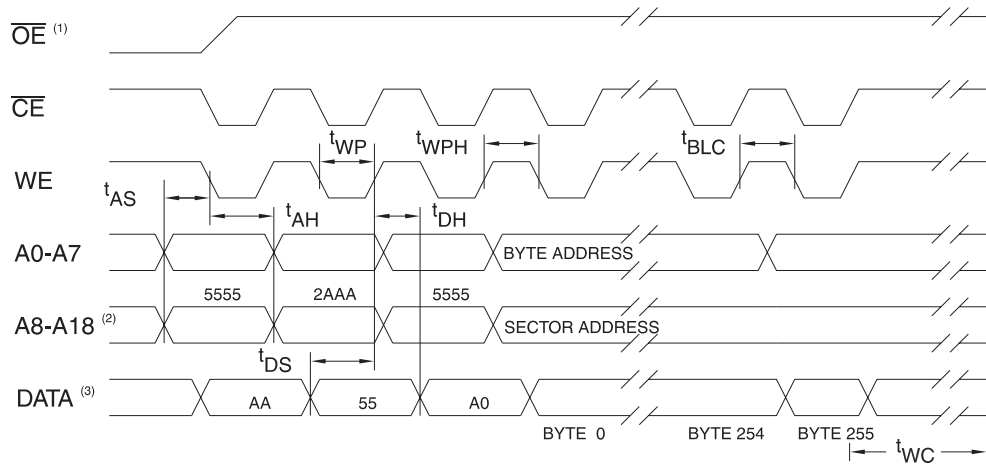 OE (1)
CE
tWP tWPH tBLC
WE
tAS
tAH tDH
A0-A7 BYTE ADDRESS
5555 2AAA 5555
A8-A18 (2) SECTOR ADDRESS
tDS
DATA (3) AA 55 A0
BYTE 0 BYTE 254 BYTE 255
tWC